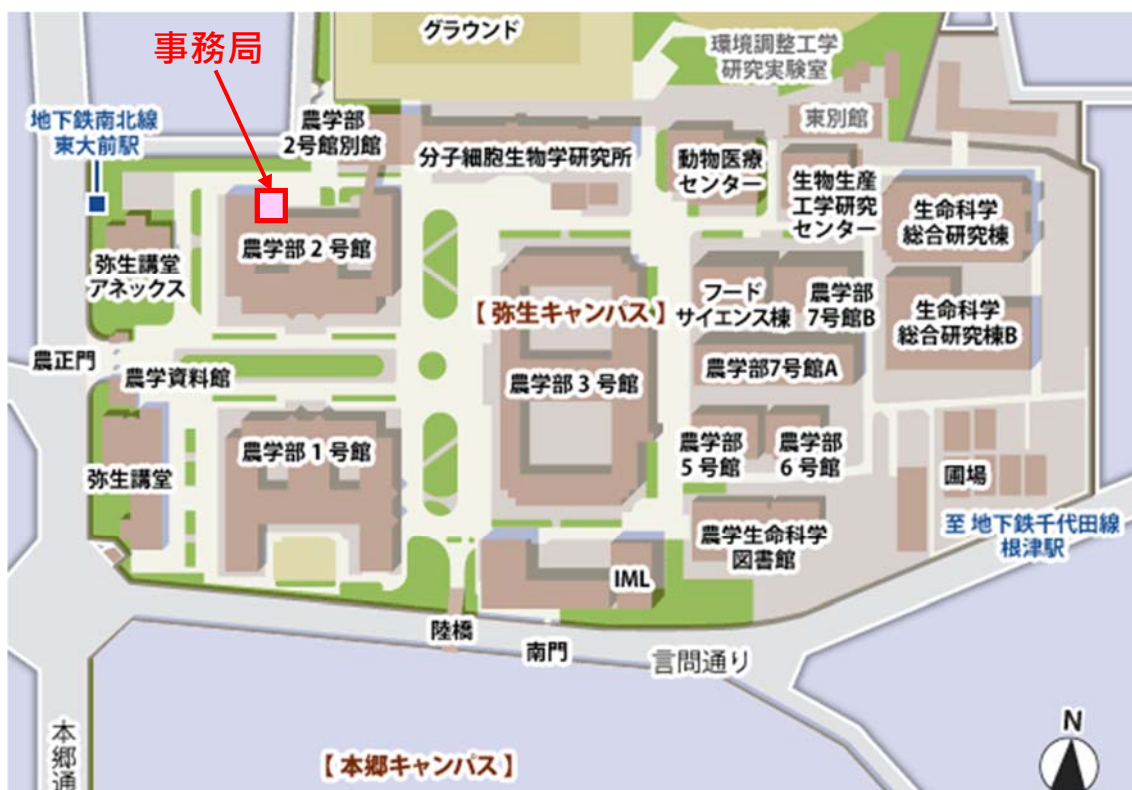 グラウンド
事務局
環境調整工学
研究実験室
地下鉄南北線
東大前駅
農学部
2号館別館
東別館
分子細胞生物学研究所
動物医療
センター
生物生産
工学研究
センター
生命科学
総合研究棟
農学部2号館
弥生講堂
アネックス
【弥生キャンパス】
フード
サイエンス棟
農学部
7号館B
生命科学
総合研究棟B
農正門
農学資料館
農学部3号館
農学部7号館A
農学部1号館
弥生講堂
農学部
5号館
農学部
6号館
圃場
農学生命科学
図書館
至 地下鉄千代田線
根津駅
IML
陸橋
南門
言問通り
本郷通
【本郷キャンパス】
N